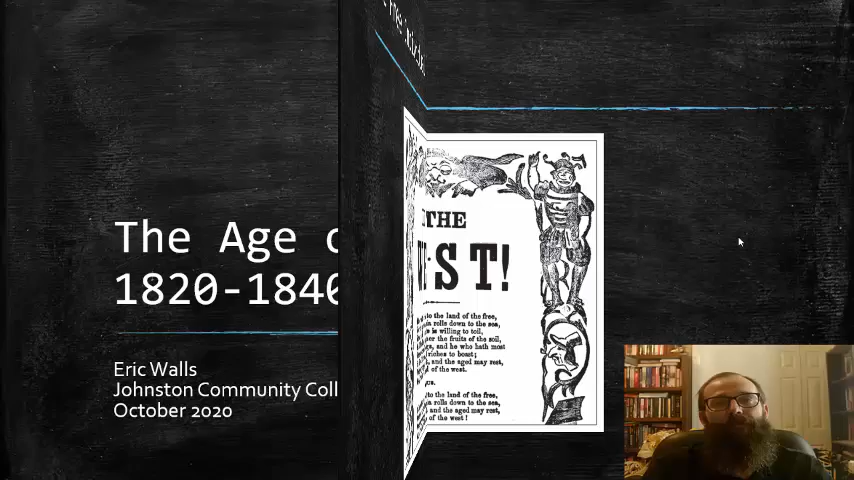 The Age
1820-1840
Eric Walls
Johnston Community Coll
October 2020
THE
ST!
to the land of the free,
rolls down to the sea,
is willing to toil,
the fruits of the soil,
and he who hath most
riches to boast;
and the aged may rest,
of the west.
to the land of the free,
rolls down to the sea,
and the aged may rest,
of the west!